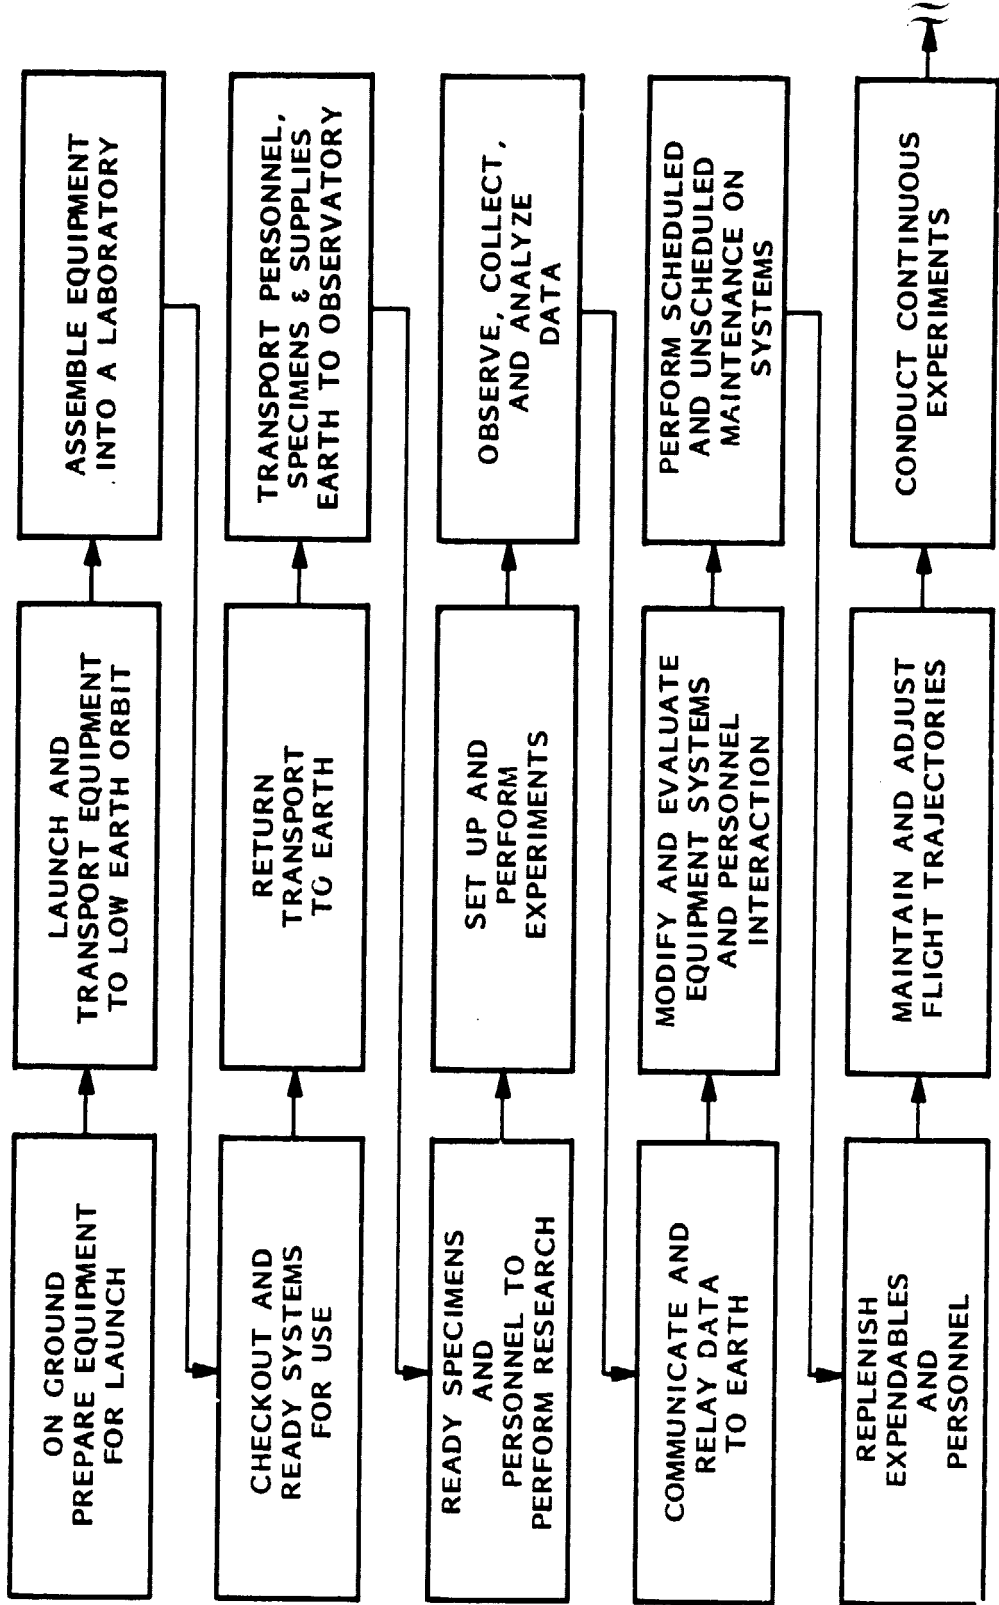 ON GROUND
PREPARE EQUIPMENT
FOR LAUNCH
LAUNCH AND
TRANSPORT EQUIPMENT
TO LOW EARTH ORBIT
ASSEMBLE EQUIPMENT
INTO A LABORATORY
CHECKOUT AND
READY SYSTEMS
FOR USE
RETURN
TRANSPORT
TO EARTH
TRANSPORT PERSONNEL,
SPECIMENS & SUPPLIES
EARTH TO OBSERVATORY
READY SPECIMENS
AND
PERSONNEL TO
PERFORM RESEARCH
SET UP AND
PERFORM
EXPERIMENTS
OBSERVE, COLLECT,
AND ANALYZE
DATA
COMMUNICATE AND
RELAY DATA
TO EARTH
MODIFY AND EVALUATE
EQUIPMENT SYSTEMS
AND PERSONNEL
INTERACTION
PERFORM SCHEDULED
AND UNSCHEDULED
MAINTENANCE ON
SYSTEMS
REPLENISH
EXPENDABLES
AND
PERSONNEL
MAINTAIN AND ADJUST
FLIGHT TRAJECTORIES
CONDUCT CONTINUOUS
EXPERIMENTS